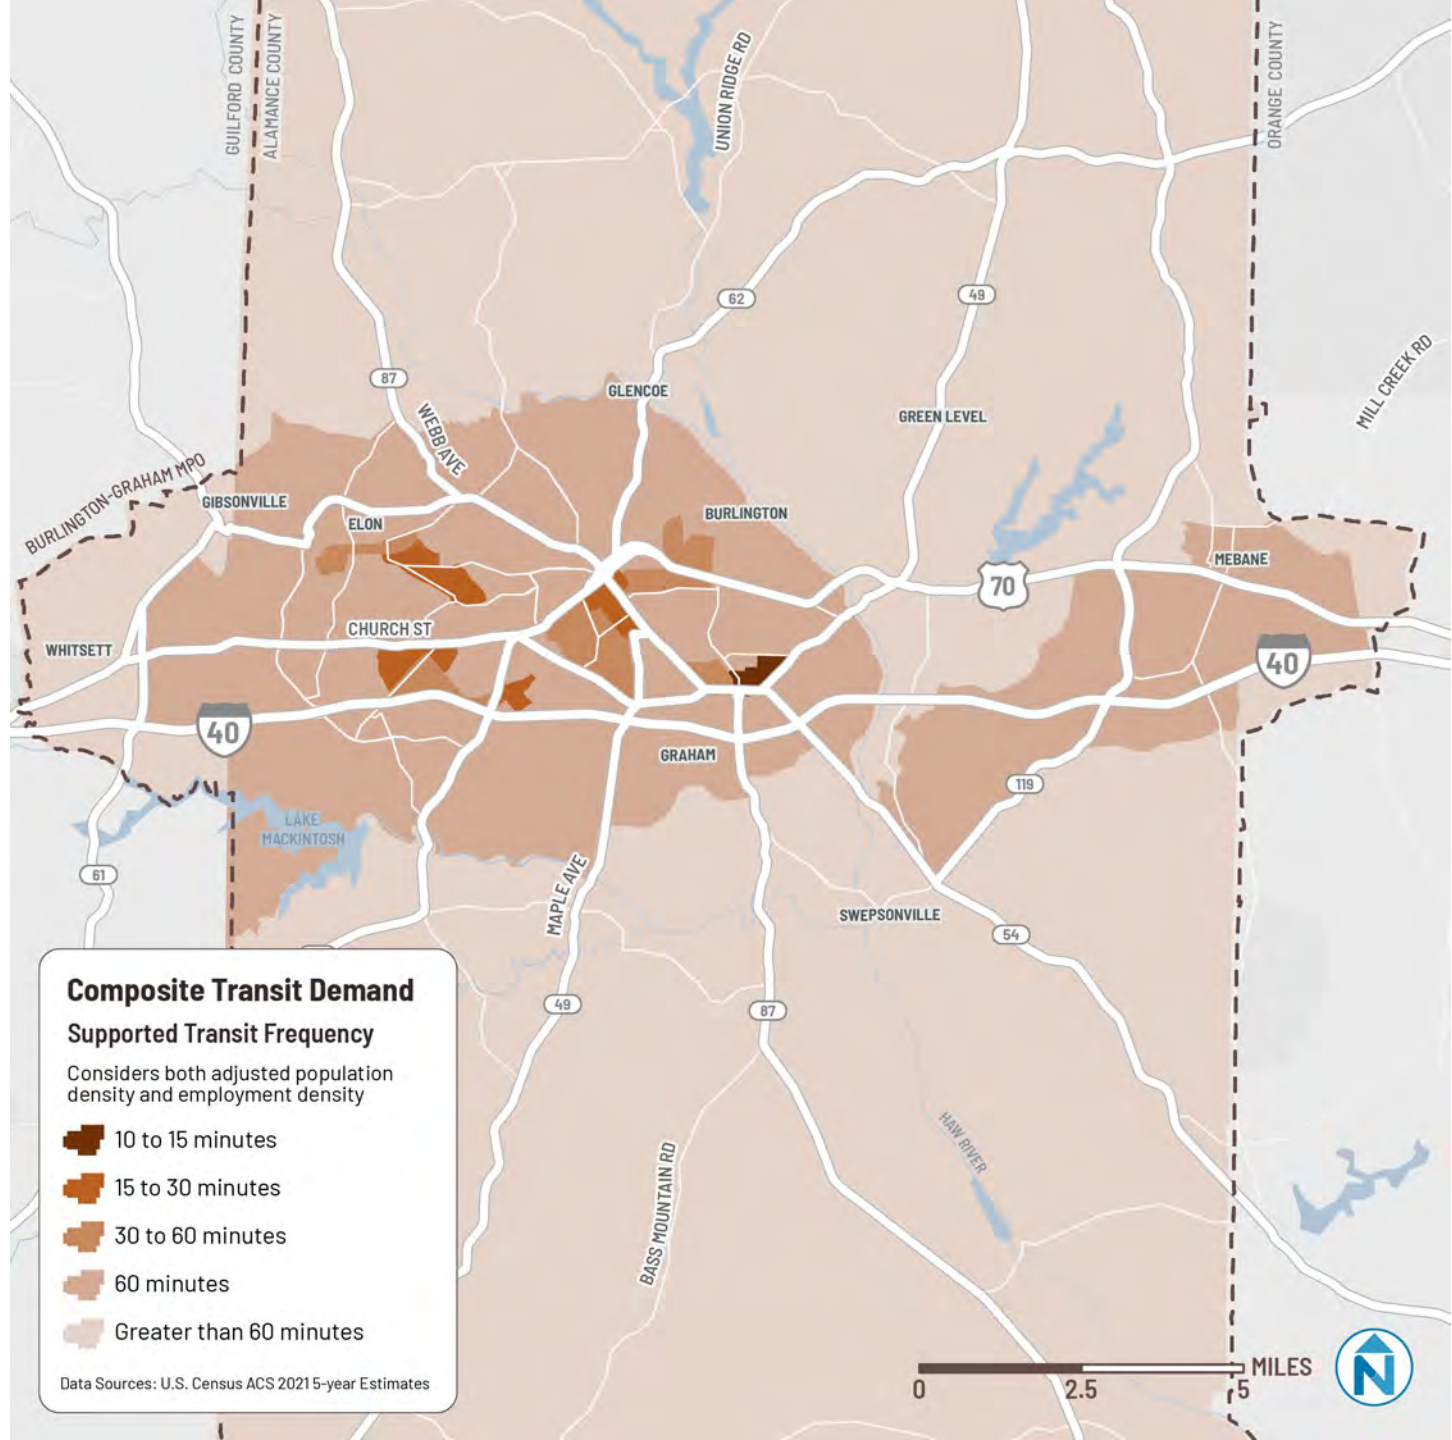 GUILFORD COUNTY
ALAMANCE COUNTY
UNION RIDGE RD
ORANGE COUNTY
62
49
MILL CREEK RD
87
GLENCOE
WEBB AVE
GREEN LEVEL
BURLINGTON-GRAHAM MPO
GIBSONVILLE
ELON
BURLINGTON
MEBANE
70
CHURCH ST
WHITSETT
40
40
GRAHAM
119
LAKE
MACKINTOSH
61
MAPLE AVE
SWEPSONVILLE
54
49
87
HAW RIVER
BASS MOUNTAIN RD
Composite Transit Demand
Supported Transit Frequency
Considers both adjusted population
density and employment density
10 to 15 minutes
15 to 30 minutes
30 to 60 minutes
60 minutes
Greater than 60 minutes
Data Sources: U.S. Census ACS 2021 5-year Estimates
MILES
0 2.5 5
N